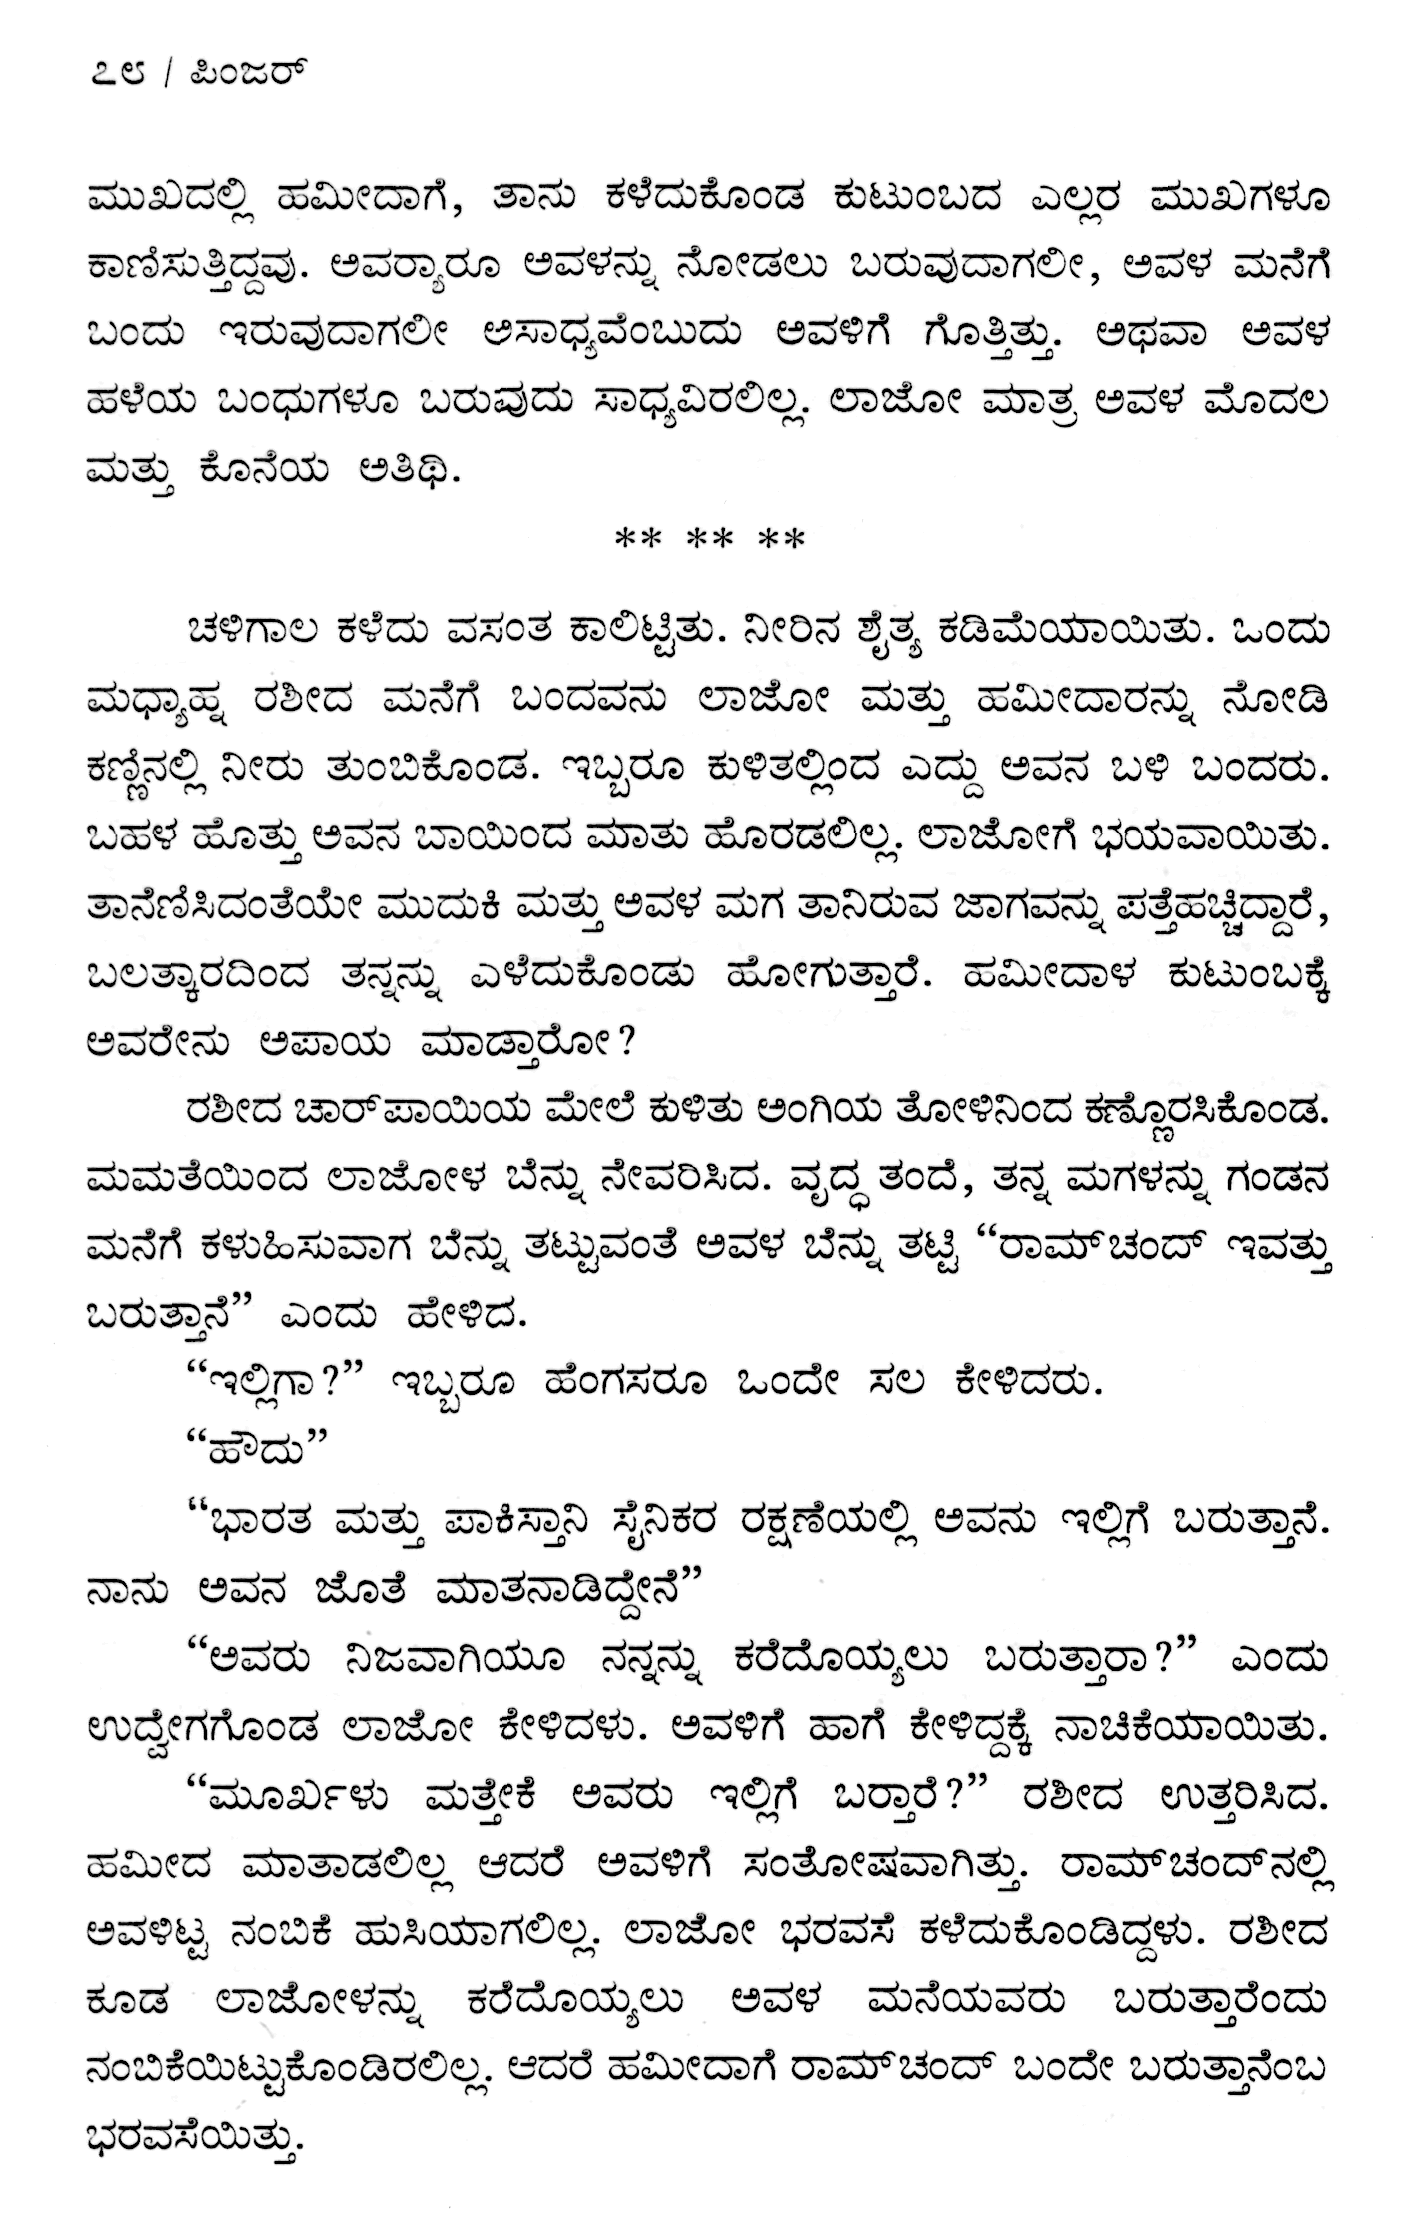 ೭೮ / ಪಿಂಜರ್
ಮುಖದಲ್ಲಿ ಹಮೀದಾಗೆ, ತಾನು ಕಳೆದುಕೊಂಡ ಕುಟುಂಬದ ಎಲ್ಲರ ಮುಖಗಳೂ
ಕಾಣಿಸುತ್ತಿದ್ದವು. ಅವರ‍್ಯಾರೂ ಅವಳನ್ನು ನೋಡಲು ಬರುವುದಾಗಲೀ, ಅವಳ ಮನೆಗೆ
ಬಂದು ಇರುವುದಾಗಲೀ ಅಸಾಧ್ಯವೆಂಬುದು ಅವಳಿಗೆ ಗೊತ್ತಿತ್ತು. ಅಥವಾ ಅವಳ
ಹಳೆಯ ಬಂಧುಗಳೂ ಬರುವುದು ಸಾಧ್ಯವಿರಲಿಲ್ಲ. ಲಾಜೋ ಮಾತ್ರ ಅವಳ ಮೊದಲ
ಮತ್ತು ಕೊನೆಯ ಅತಿಥಿ.
** ** **
ಚಳಿಗಾಲ ಕಳೆದು ವಸಂತ ಕಾಲಿಟ್ಟಿತು. ನೀರಿನ ಶೈತ್ಯ ಕಡಿಮೆಯಾಯಿತು. ಒಂದು
ಮಧ್ಯಾಹ್ನ ರಶೀದ ಮನೆಗೆ ಬಂದವನು ಲಾಜೋ ಮತ್ತು ಹಮೀದಾರನ್ನು ನೋಡಿ
ಕಣ್ಣಿನಲ್ಲಿ ನೀರು ತುಂಬಿಕೊಂಡ. ಇಬ್ಬರೂ ಕುಳಿತಲ್ಲಿಂದ ಎದ್ದು ಅವನ ಬಳಿ ಬಂದರು.
ಬಹಳ ಹೊತ್ತು ಅವನ ಬಾಯಿಂದ ಮಾತು ಹೊರಡಲಿಲ್ಲ. ಲಾಜೋಗೆ ಭಯವಾಯಿತು.
ತಾನೆಣಿಸಿದಂತೆಯೇ ಮುದುಕಿ ಮತ್ತು ಅವಳ ಮಗ ತಾನಿರುವ ಜಾಗವನ್ನು ಪತ್ತೆಹಚ್ಚಿದ್ದಾರೆ,
ಬಲತ್ಕಾರದಿಂದ ತನ್ನನ್ನು ಎಳೆದುಕೊಂಡು ಹೋಗುತ್ತಾರೆ. ಹಮೀದಾಳ ಕುಟುಂಬಕ್ಕೆ
ಅವರೇನು ಅಪಾಯ ಮಾಡ್ತಾರೋ?
ರಶೀದ ಚಾರ್‌ಪಾಯಿಯ ಮೇಲೆ ಕುಳಿತು ಅಂಗಿಯ ತೋಳಿನಿಂದ ಕಣ್ಣೊರಸಿಕೊಂಡ.
ಮಮತೆಯಿಂದ ಲಾಜೋಳ ಬೆನ್ನು ನೇವರಿಸಿದ. ವೃದ್ಧ ತಂದೆ, ತನ್ನ ಮಗಳನ್ನು ಗಂಡನ
ಮನೆಗೆ ಕಳುಹಿಸುವಾಗ ಬೆನ್ನು ತಟ್ಟುವಂತೆ ಅವಳ ಬೆನ್ನು ತಟ್ಟಿ “ರಾಮ್‌ಚಂದ್ ಇವತ್ತು
ಬರುತ್ತಾನೆ” ಎಂದು ಹೇಳಿದ.
“ಇಲ್ಲಿಗಾ?” ಇಬ್ಬರೂ ಹೆಂಗಸರೂ ಒಂದೇ ಸಲ ಕೇಳಿದರು.
“ಹೌದು”
“ಭಾರತ ಮತ್ತು ಪಾಕಿಸ್ತಾನಿ ಸೈನಿಕರ ರಕ್ಷಣೆಯಲ್ಲಿ ಅವನು ಇಲ್ಲಿಗೆ ಬರುತ್ತಾನೆ.
ನಾನು ಅವನ ಜೊತೆ ಮಾತನಾಡಿದ್ದೇನೆ”
“ಅವರು ನಿಜವಾಗಿಯೂ ನನ್ನನ್ನು ಕರೆದೊಯ್ಯಲು ಬರುತ್ತಾರಾ?” ಎಂದು
ಉದ್ವೇಗಗೊಂಡ ಲಾಜೋ ಕೇಳಿದಳು. ಅವಳಿಗೆ ಹಾಗೆ ಕೇಳಿದ್ದಕ್ಕೆ ನಾಚಿಕೆಯಾಯಿತು.
“ಮೂರ್ಖಳು ಮತ್ತೇಕೆ ಅವರು ಇಲ್ಲಿಗೆ ಬರ‍್ತಾರೆ?” ರಶೀದ ಉತ್ತರಿಸಿದ.
ಹಮೀದ ಮಾತಾಡಲಿಲ್ಲ ಆದರೆ ಅವಳಿಗೆ ಸಂತೋಷವಾಗಿತ್ತು. ರಾಮ್‌ಚಂದ್‌ನಲ್ಲಿ
ಅವಳಿಟ್ಟ ನಂಬಿಕೆ ಹುಸಿಯಾಗಲಿಲ್ಲ. ಲಾಜೋ ಭರವಸೆ ಕಳೆದುಕೊಂಡಿದ್ದಳು. ರಶೀದ
ಕೂಡ ಲಾಜೋಳನ್ನು ಕರೆದೊಯ್ಯಲು ಅವಳ ಮನೆಯವರು ಬರುತ್ತಾರೆಂದು
ನಂಬಿಕೆಯಿಟ್ಟುಕೊಂಡಿರಲಿಲ್ಲ. ಆದರೆ ಹಮೀದಾಗೆ ರಾಮ್‌ಚಂದ್ ಬಂದೇ ಬರುತ್ತಾನೆಂಬ
ಭರವಸೆಯಿತ್ತು.